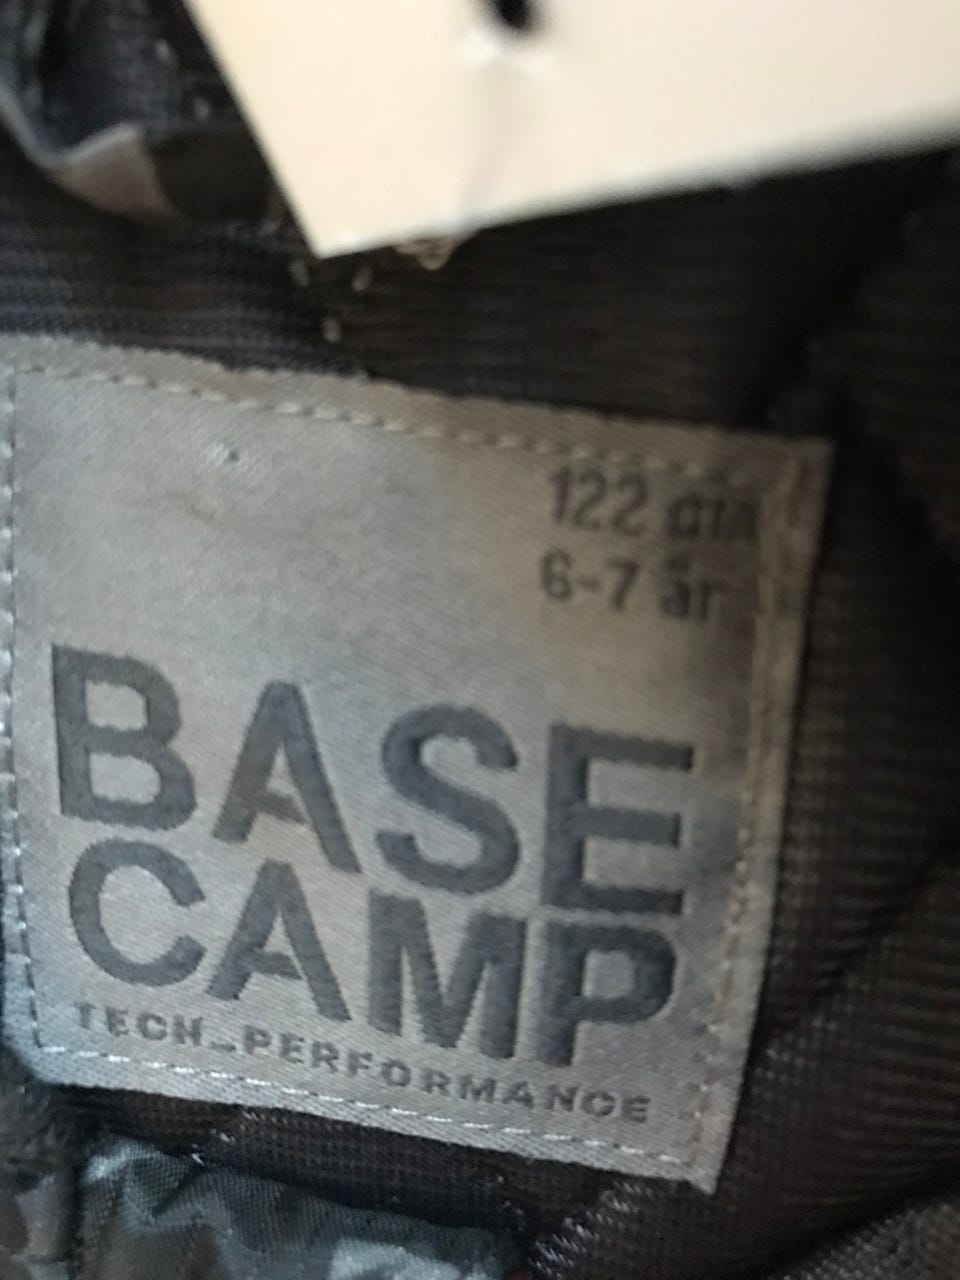 122 cm
6-7 år
BASE
CAMP
TECH_PERFORMANCE